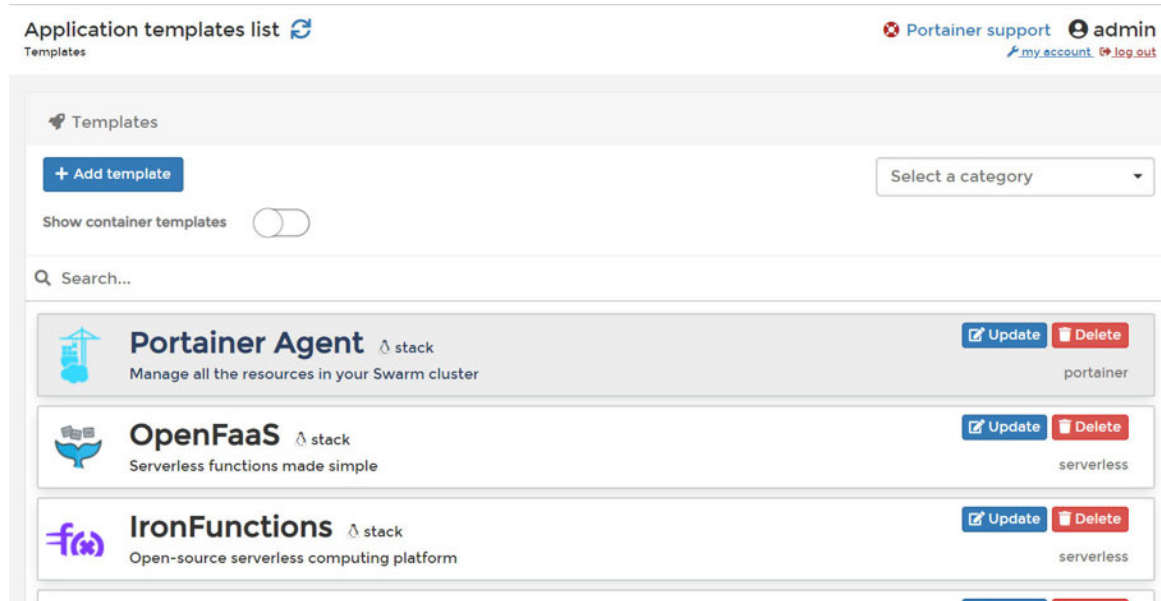 Application templates list
Portainer support admin
Templates
my account log out
Templates
+ Add template
Select a category
Show container templates
Search...
Portainer Agent stack
Update Delete
Manage all the resources in your Swarm cluster
portainer
OpenFaaS stack
Update Delete
Serverless functions made simple
serverless
IronFunctions stack
Update Delete
Open-source serverless computing platform
serverless
f(x)